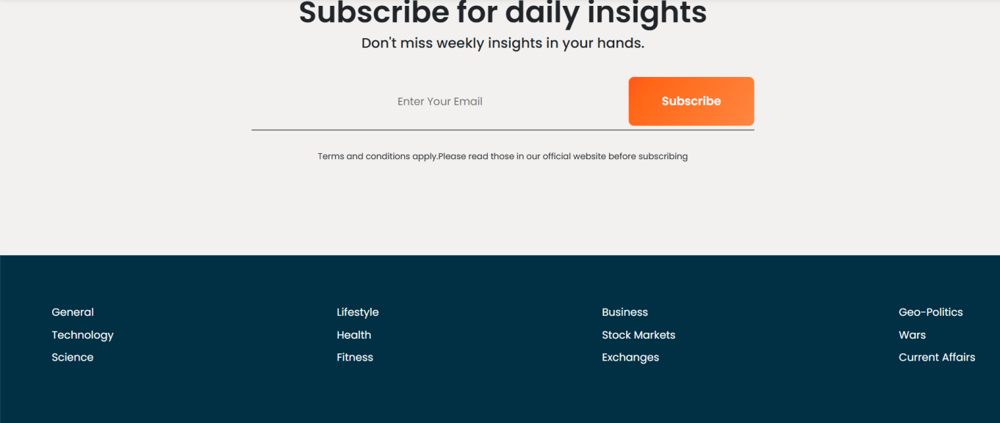 Subscribe for daily insights
Don't miss weekly insights in your hands.
Enter Your Email
Subscribe
Terms and conditions apply.Please read those in our official website before subscribing
General
Technology
Science
Lifestyle
Health
Fitness
Business
Stock Markets
Exchanges
Geo-Politics
Wars
Current Affairs